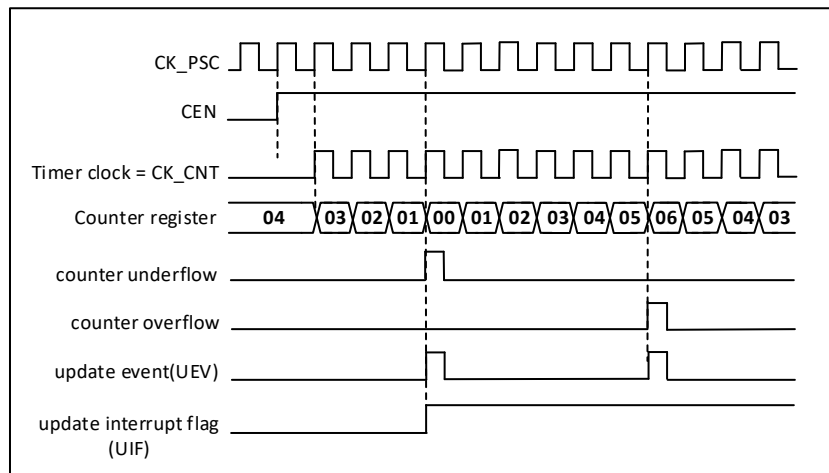 CK_PSC
CEN
Timer clock = CK_CNT
Counter register 04 03 02 01 00 01 02 03 04 05 06 05 04 03
counter underflow
counter overflow
update event(UEV)
update interrupt flag
(UIF)